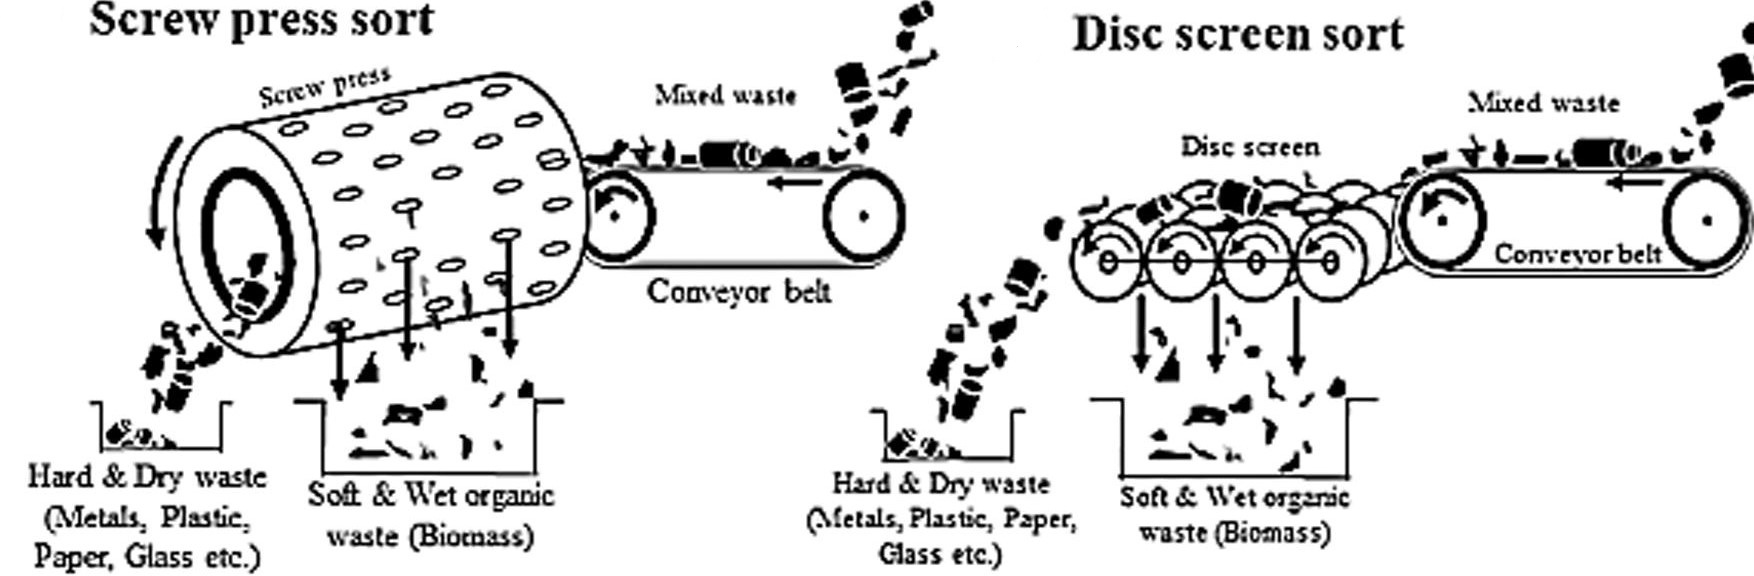 Screw press sort
Screw press
Mixed waste
Conveyor belt
Hard & Dry waste
(Metals, Plastic,
Paper, Glass etc.)
Soft & Wet organic
waste (Biomass)
Disc screen sort
Mixed waste
Disc screen
Conveyor belt
Hard & Dry waste
(Metals, Plastic, Paper,
Glass etc.)
Soft & Wet organic
waste (Biomass)